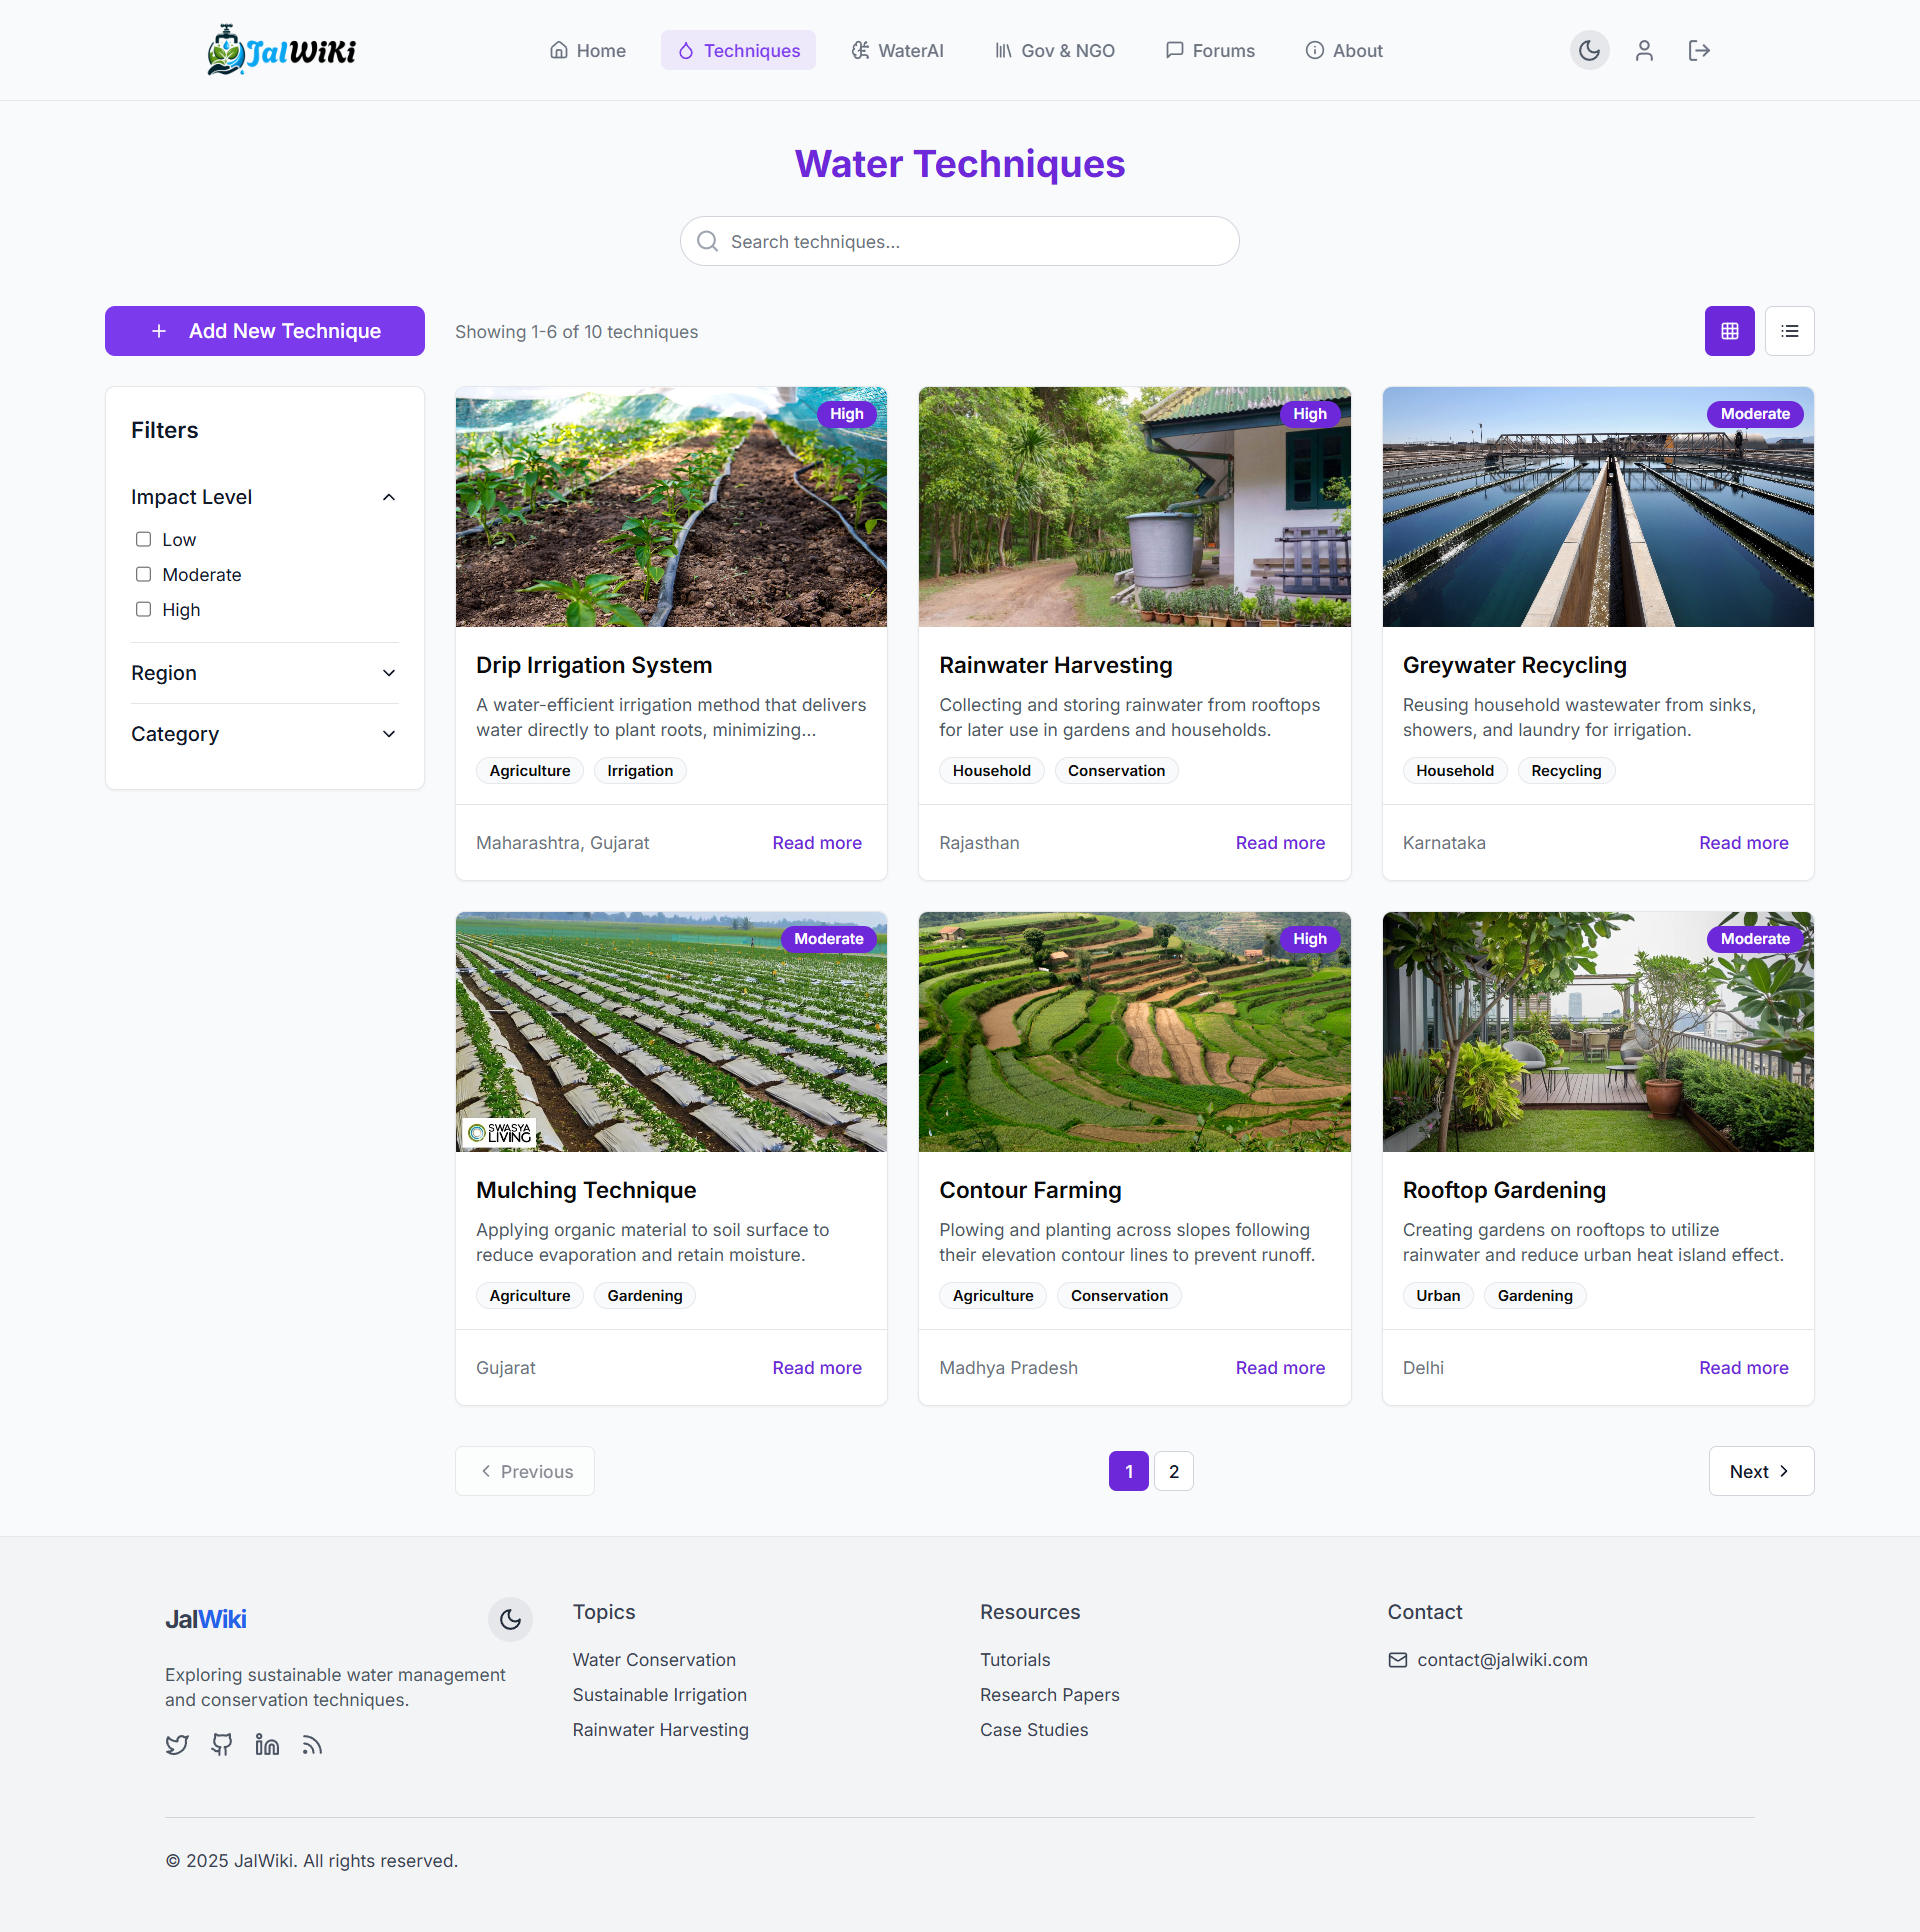 JalWiKi
Home
Techniques
WaterAI
Gov & NGO
Forums
About
Water Techniques
Search techniques...
Add New Technique
Showing 1-6 of 10 techniques
Filters
Impact Level
Low
Moderate
High
Region
Category
High
Drip Irrigation System
A water-efficient irrigation method that delivers
water directly to plant roots, minimizing...
Agriculture
Irrigation
Maharashtra, Gujarat
Read more
High
Rainwater Harvesting
Collecting and storing rainwater from rooftops
for later use in gardens and households.
Household
Conservation
Rajasthan
Read more
Moderate
Greywater Recycling
Reusing household wastewater from sinks,
showers, and laundry for irrigation.
Household
Recycling
Karnataka
Read more
Moderate
SWASYA
LIVING
Mulching Technique
Applying organic material to soil surface to
reduce evaporation and retain moisture.
Agriculture
Gardening
Gujarat
Read more
High
Contour Farming
Plowing and planting across slopes following
their elevation contour lines to prevent runoff.
Agriculture
Conservation
Madhya Pradesh
Read more
Moderate
Rooftop Gardening
Creating gardens on rooftops to utilize
rainwater and reduce urban heat island effect.
Urban
Gardening
Delhi
Read more
Previous
1
2
Next
JalWiki
Exploring sustainable water management
and conservation techniques.
Topics
Water Conservation
Sustainable Irrigation
Rainwater Harvesting
Resources
Tutorials
Research Papers
Case Studies
Contact
contact@jalwiki.com
© 2025 JalWiki. All rights reserved.